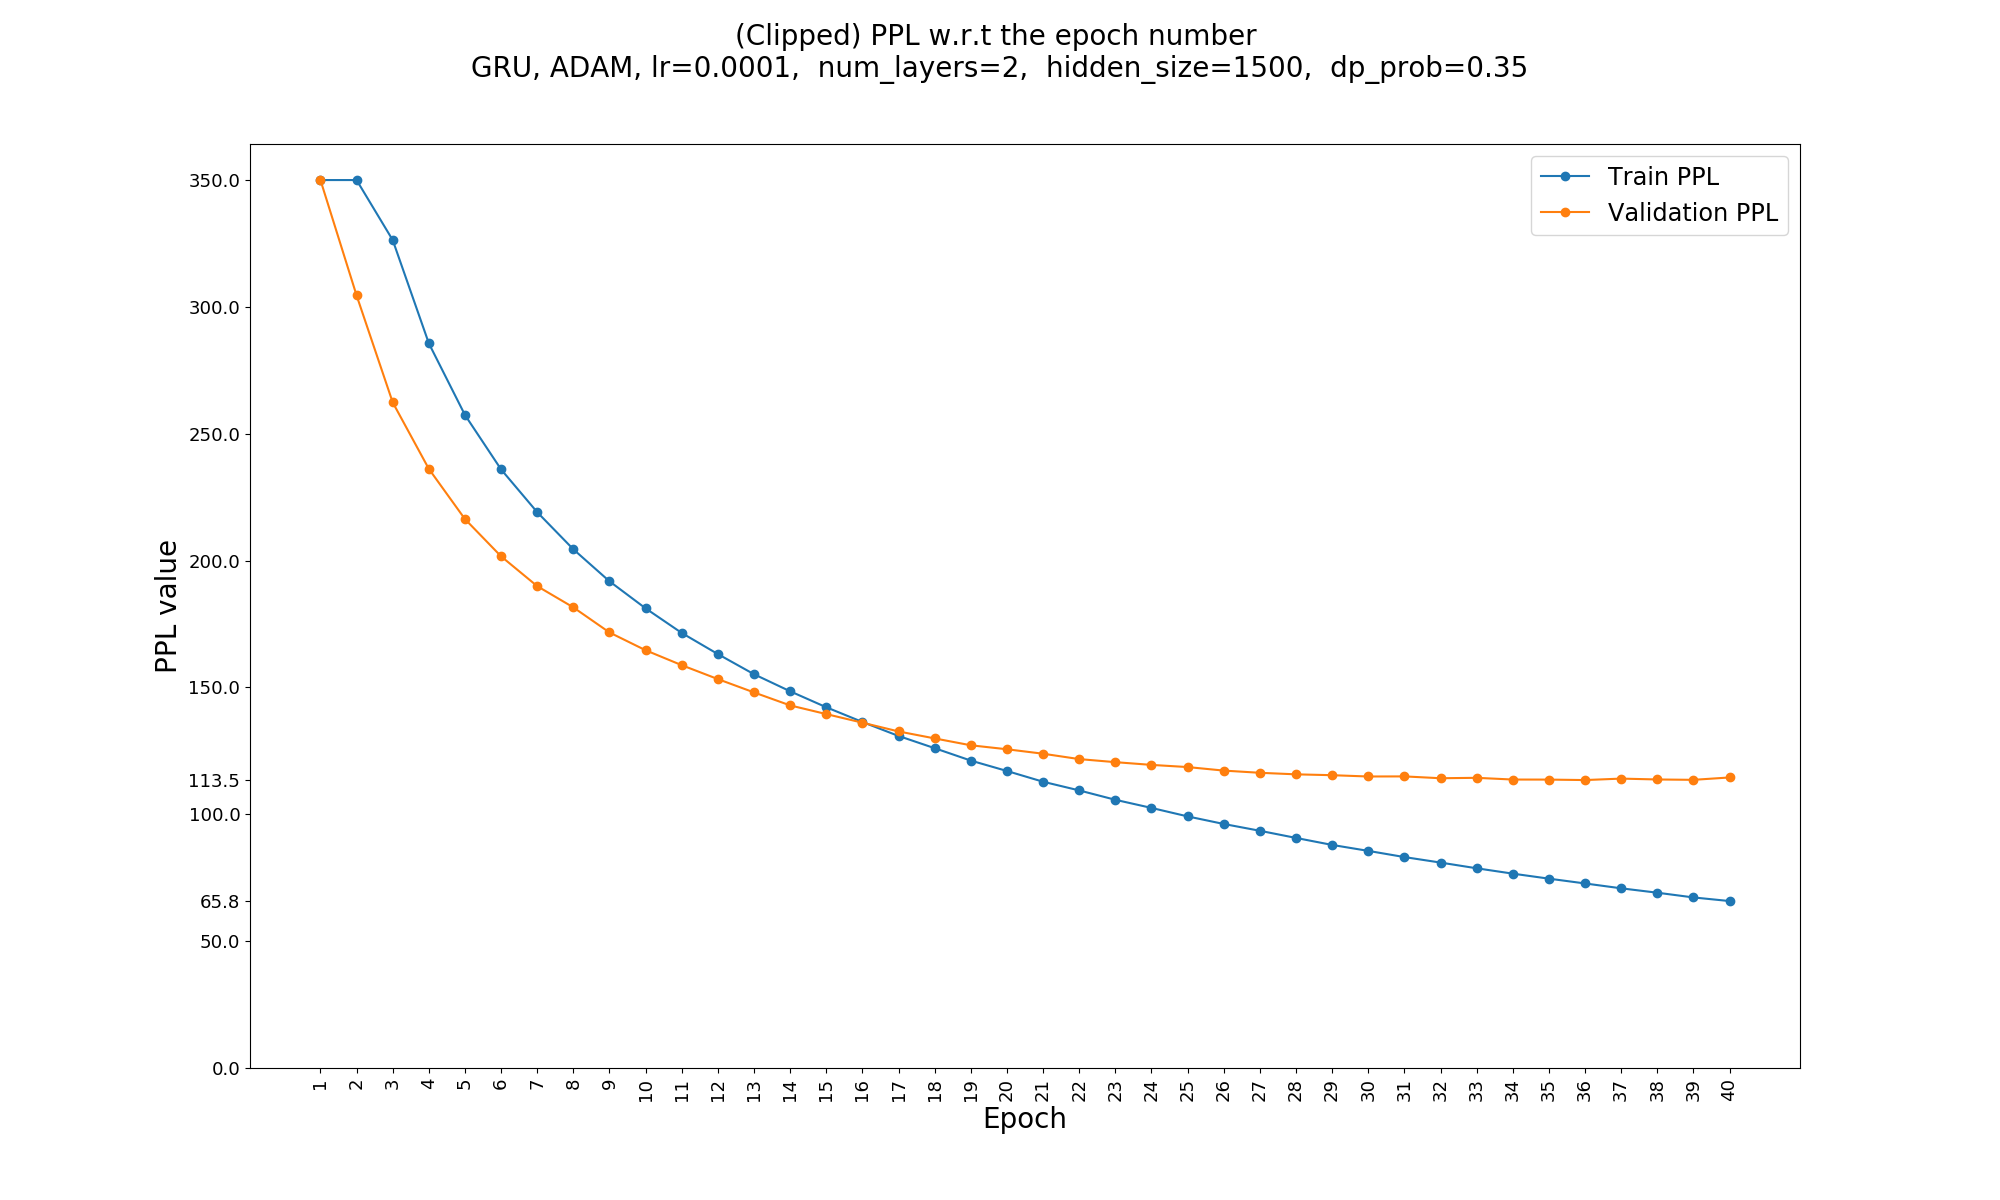 (Clipped) PPL w.r.t the epoch number
GRU, ADAM, lr=0.0001,  num_layers=2,  hidden_size=1500,  dp_prob=0.35
Train PPL
Validation PPL
PPL value
350.0
300.0
250.0
200.0
150.0
113.5
100.0
65.8
50.0
0.0
1 2 3 4 5 6 7 8 9 10 11 12 13 14 15 16 17 18 19 20 21 22 23 24 25 26 27 28 29 30 31 32 33 34 35 36 37 38 39 40
Epoch